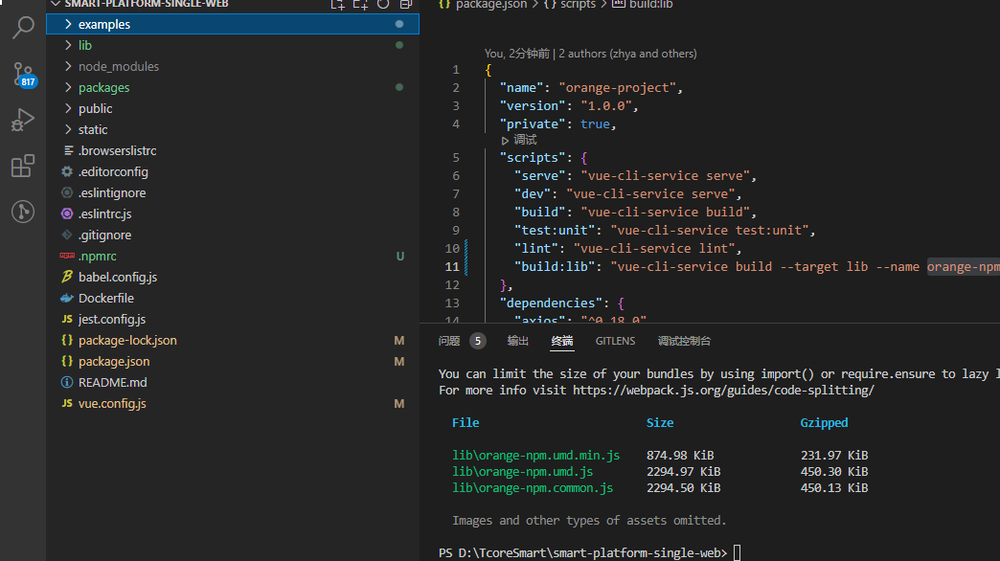 SMART-PLATFORM-SINGLE-WEB
examples
lib
node_modules
packages
public
static
.browserslistrc
.editorconfig
.eslintignore
.eslintrc.js
.gitignore
.npmrc U
babel.config.js
Dockerfile
jest.config.js
package-lock.json M
package.json M
README.md
vue.config.js M
817
{} package.json > {} scripts > build:lib
You, 2分钟前 | 2 authors (zhya and others)
1 {
2 "name": "orange-project",
3 "version": "1.0.0",
4 "private": true,
调试
5 "scripts": {
6 "serve": "vue-cli-service serve",
7 "dev": "vue-cli-service serve",
8 "build": "vue-cli-service build",
9 "test:unit": "vue-cli-service test:unit",
10 "lint": "vue-cli-service lint",
11 "build:lib": "vue-cli-service build --target lib --name orange-npm
12 },
13 "dependencies": {
14 "axios": "^0.18.0"
问题 5 输出 终端 GITLENS 调试控制台
You can limit the size of your bundles by using import() or require.ensure to lazy l
For more info visit https://webpack.js.org/guides/code-splitting/
File Size Gzipped
lib\orange-npm.umd.min.js 874.98 KiB 231.97 KiB
lib\orange-npm.umd.js 2294.97 KiB 450.30 KiB
lib\orange-npm.common.js 2294.50 KiB 450.13 KiB
Images and other types of assets omitted.
PS D:\TcoreSmart\smart-platform-single-web>